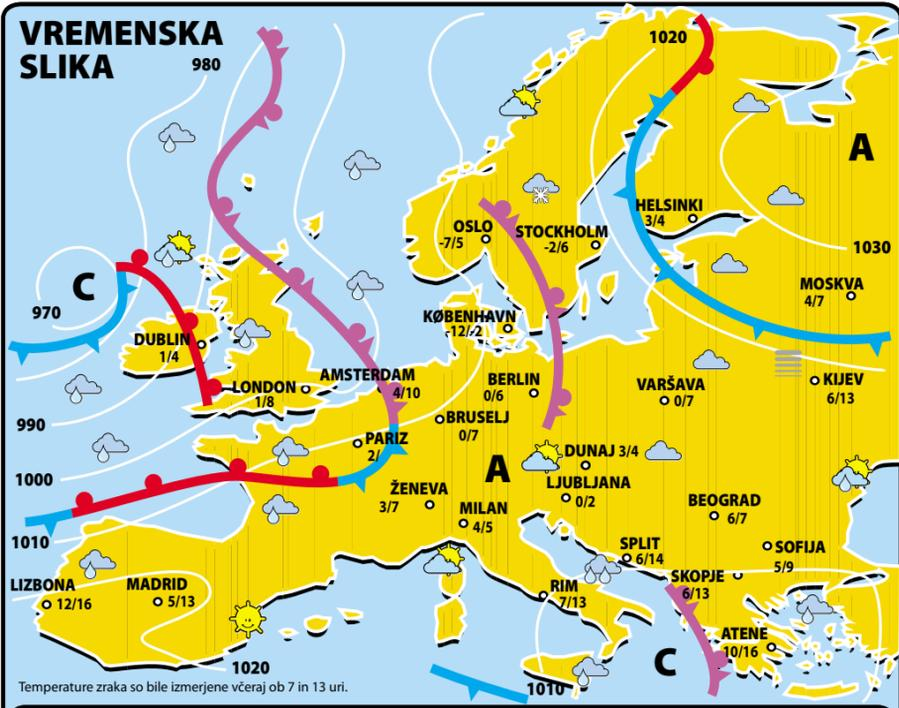 VREMENSKA
SLIKA
980
1020
A
HELSINKI
3/4
OSLO
-7/5
STOCKHOLM
-2/6
1030
C
970
MOSKVA
4/7
KØBENHAVN
-12/-2
DUBLIN
1/4
LONDON
1/8
AMSTERDAM
4/10
BERLIN
0/6
VARŠAVA
0/7
KIJEV
6/13
990
BRUSELJ
0/7
PARIZ
2/
A
DUNAJ 3/4
1000
LJUBLJANA
0/2
ŽENEVA
3/7
MILAN
4/5
BEOGRAD
6/7
1010
SPLIT
6/14
SOFIJA
5/9
LIZBONA
12/16
MADRID
5/13
RIM
7/13
SKOPJE
6/13
ATENE
10/16
C
1020
1010
Temperature zraka so bile izmerjene včeraj ob 7 in 13 uri.